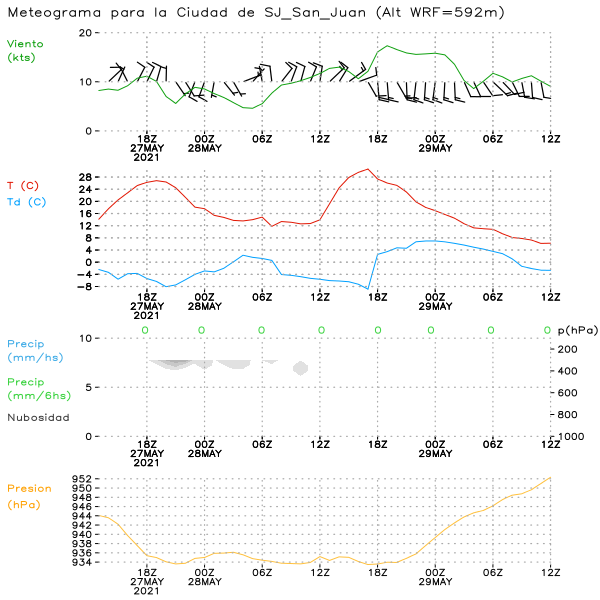 Meteograma para la Ciudad de SJ_San_Juan (Alt WRF=592m)
Viento
(kts)
20
10
0
18Z 00Z 06Z 12Z 18Z 00Z 06Z 12Z
27MAY 28MAY 29MAY
2021
T (C)
Td (C)
28
24
20
16
12
8
4
0
-4
-8
18Z 00Z 06Z 12Z 18Z 00Z 06Z 12Z
27MAY 28MAY 29MAY
2021
0 0 0 0 0 0 0 0
p(hPa)
Precip
(mm/hs)
Precip
(mm/6hs)
Nubosidad
10
5
0
200
400
600
800
1000
18Z 00Z 06Z 12Z 18Z 00Z 06Z 12Z
27MAY 28MAY 29MAY
2021
Presion
(hPa)
952
950
948
946
944
942
940
938
936
934
18Z 00Z 06Z 12Z 18Z 00Z 06Z 12Z
27MAY 28MAY 29MAY
2021